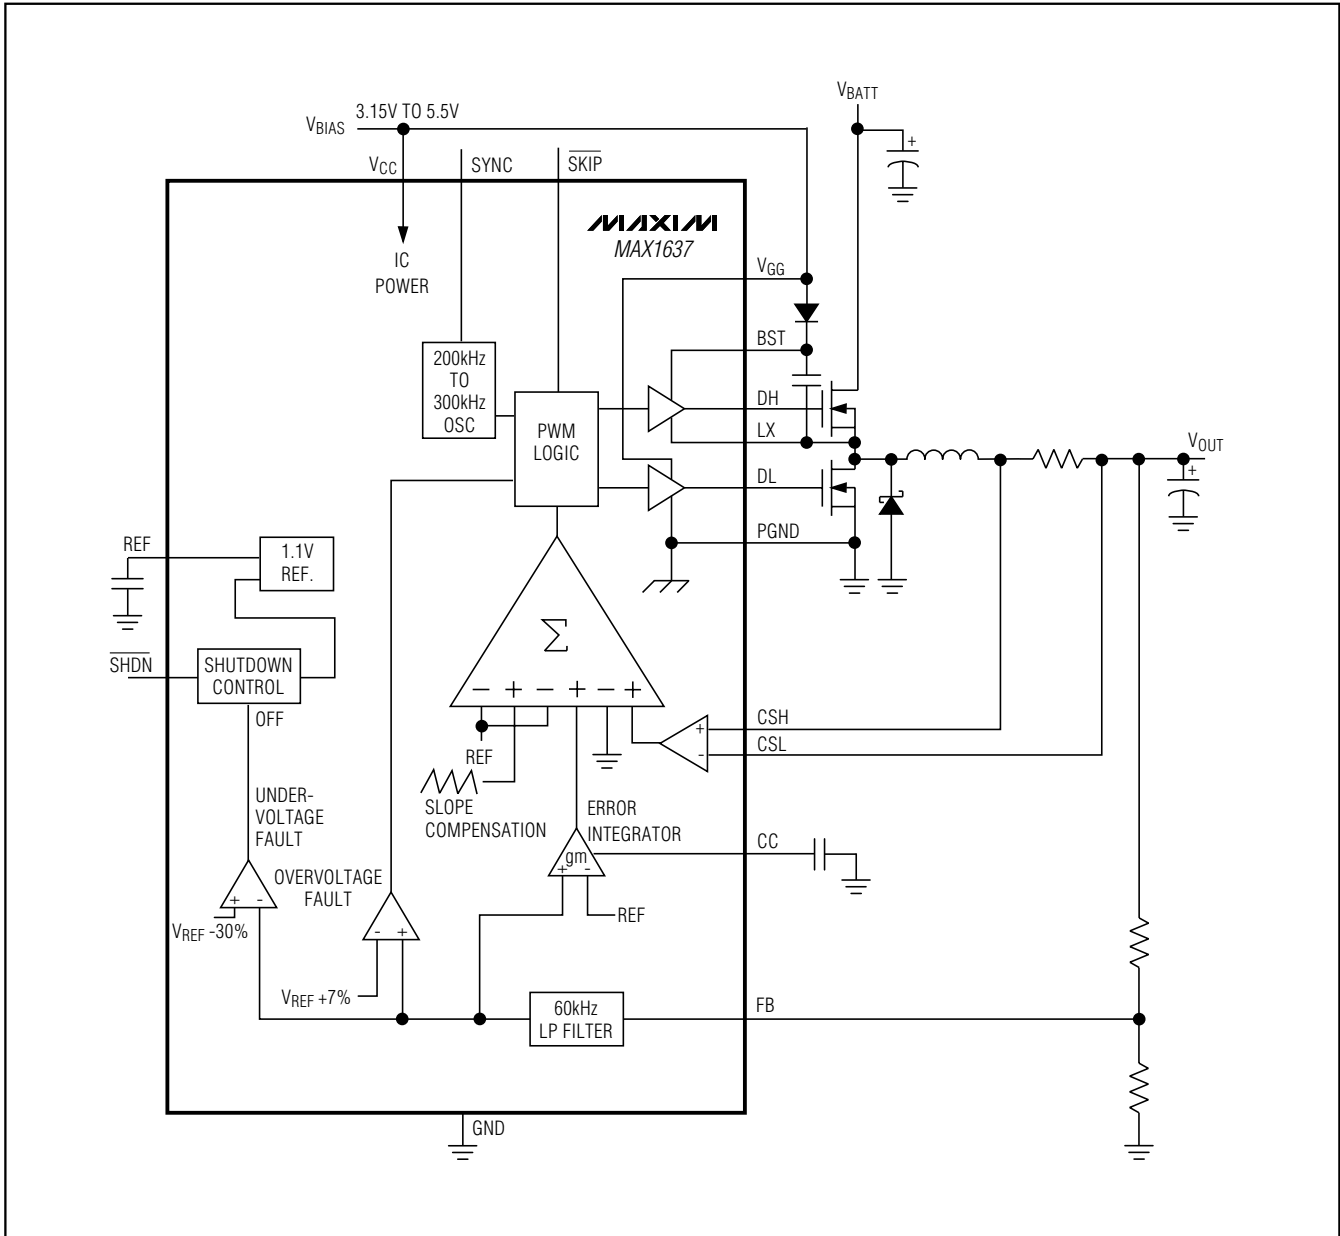 VBATT
3.15V TO 5.5V
VBIAS
VCC
SYNC
SKIP
MAXIM
MAX1637
IC
POWER
VGG
BST
200kHz
TO
300kHz
OSC
DH
PWM
LOGIC
LX
VOUT
DL
PGND
REF
1.1V
REF.
Σ
SHDN
SHUTDOWN
CONTROL
OFF
− + − + − +
CSH
+
CSL
-
REF
SLOPE
COMPENSATION
UNDER-
VOLTAGE
FAULT
ERROR
INTEGRATOR
CC
gm
+ -
OVERVOLTAGE
FAULT
+ -
REF
VREF -30%
- +
VREF +7%
60kHz
LP FILTER
FB
GND
+
+